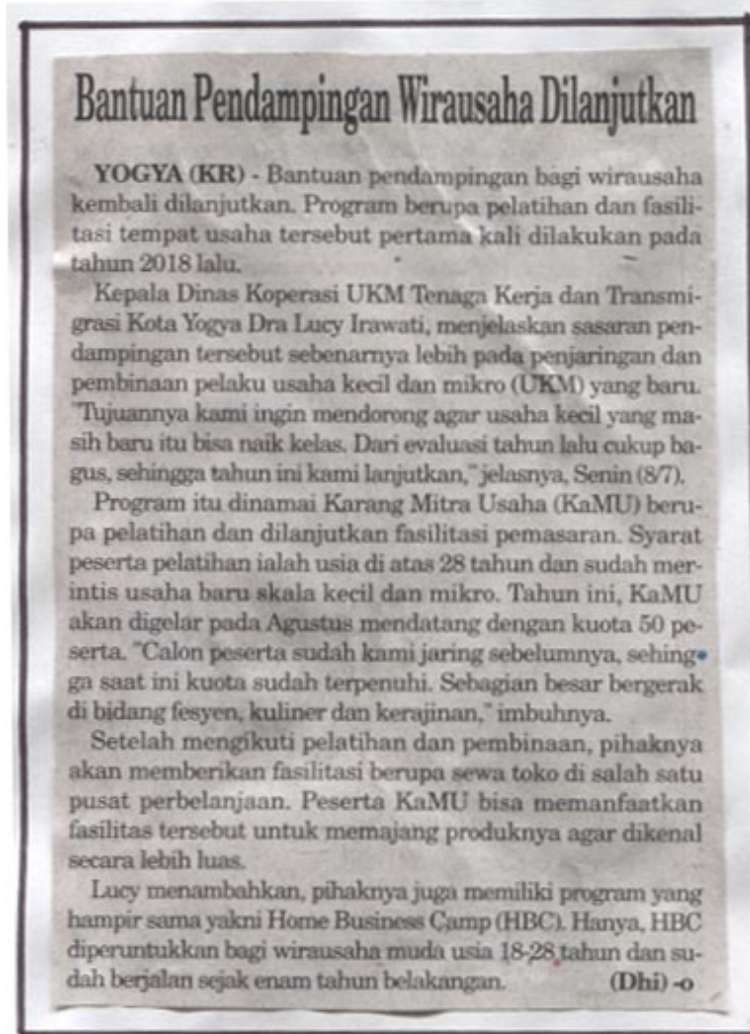 Bantuan Pendampingan Wirausaha Dilanjutkan
YOGYA (KR) - Bantuan pendampingan bagi wirausaha
kembali dilanjutkan. Program berupa pelatihan dan fasili-
tasi tempat usaha tersebut pertama kali dilakukan pada
tahun 2018 lalu.
Kepala Dinas Koperasi UKM Tenaga Kerja dan Transmi-
grasi Kota Yogya Dra Lucy Irawati, menjelaskan sasaran pen-
dampingan tersebut sebenarnya lebih pada penjaringan dan
pembinaan pelaku usaha kecil dan mikro (UKM) yang baru.
"Tujuannya kami ingin mendorong agar usaha kecil yang ma-
sih baru itu bisa naik kelas. Dari evaluasi tahun lalu cukup ba-
gus, sehingga tahun ini kami lanjutkan," jelasnya, Senin (8/7).
Program itu dinamai Karang Mitra Usaha (KaMU) beru-
pa pelatihan dan dilanjutkan fasilitasi pemasaran. Syarat
peserta pelatihan ialah usia di atas 28 tahun dan sudah mer-
intis usaha baru skala kecil dan mikro. Tahun ini, KaMU
akan digelar pada Agustus mendatang dengan kuota 50 pe-
serta. "Calon peserta sudah kami jaring sebelumnya, sehing-
ga saat ini kuota sudah terpenuhi. Sebagian besar bergerak
di bidang fesyen, kuliner dan kerajinan," imbuhnya.
Setelah mengikuti pelatihan dan pembinaan, pihaknya
akan memberikan fasilitasi berupa sewa toko di salah satu
pusat perbelanjaan. Peserta KaMU bisa memanfaatkan
fasilitas tersebut untuk memajang produknya agar dikenal
secara lebih luas.
Lucy menambahkan, pihaknya juga memiliki program yang
hampir sama yakni Home Business Camp (HBC). Hanya, HBC
diperuntukkan bagi wirausaha muda usia 18-28 tahun dan su-
dah berjalan sejak enam tahun belakangan. (Dhi) -o